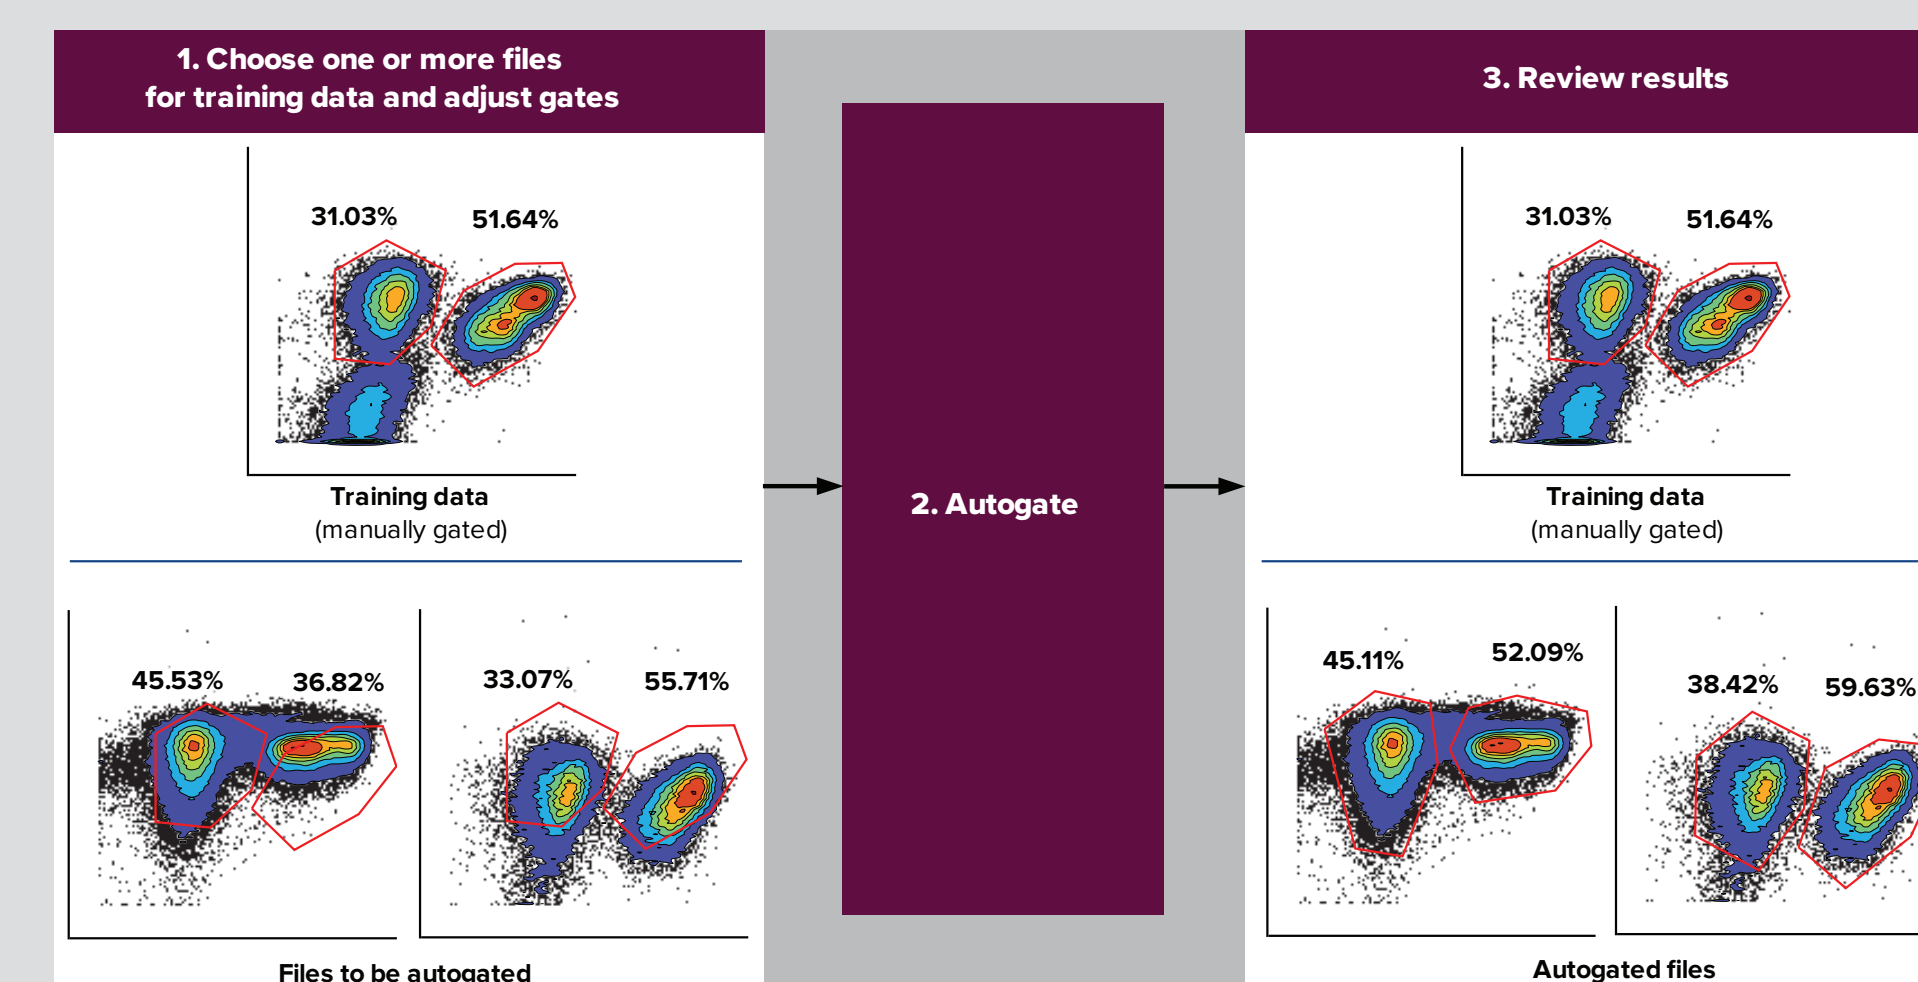 1. Choose one or more files
for training data and adjust gates
31.03%
51.64%
Training data
(manually gated)
45.53%
36.82%
33.07%
55.71%
Files to be autogated
2. Autogate
3. Review results
31.03%
51.64%
Training data
(manually gated)
45.11%
52.09%
38.42%
59.63%
Autogated files